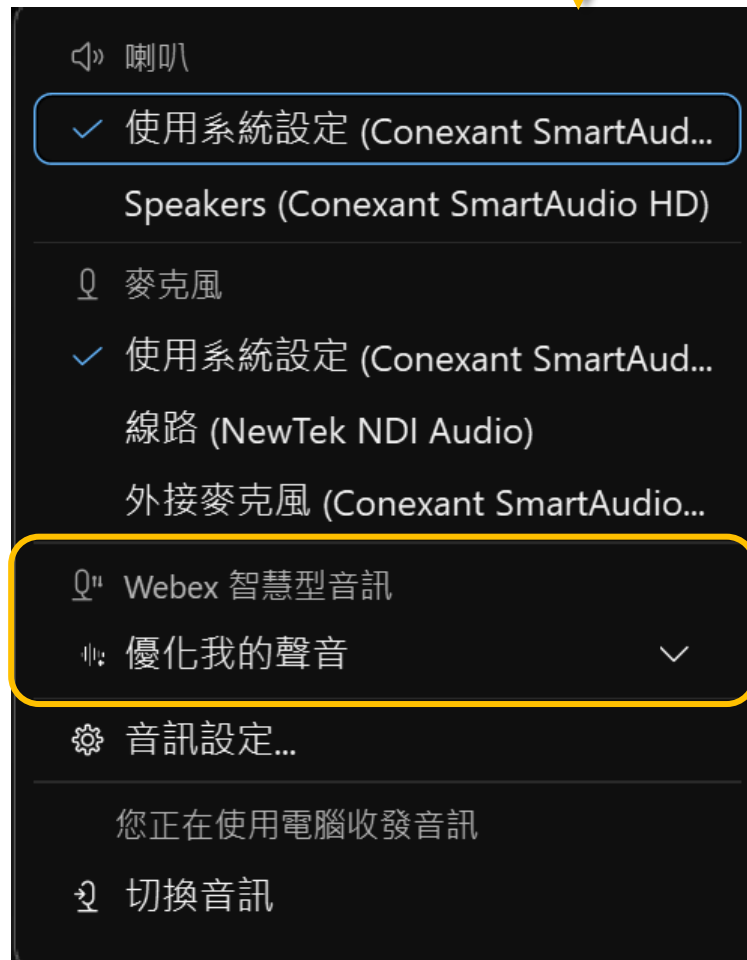 喇叭
使用系統設定 (Conexant SmartAud...
Speakers (Conexant SmartAudio HD)
麥克風
使用系統設定 (Conexant SmartAud...
線路 (NewTek NDI Audio)
外接麥克風 (Conexant SmartAudio...
Webex 智慧型音訊
優化我的聲音
音訊設定...
您正在使用電腦收發音訊
切換音訊